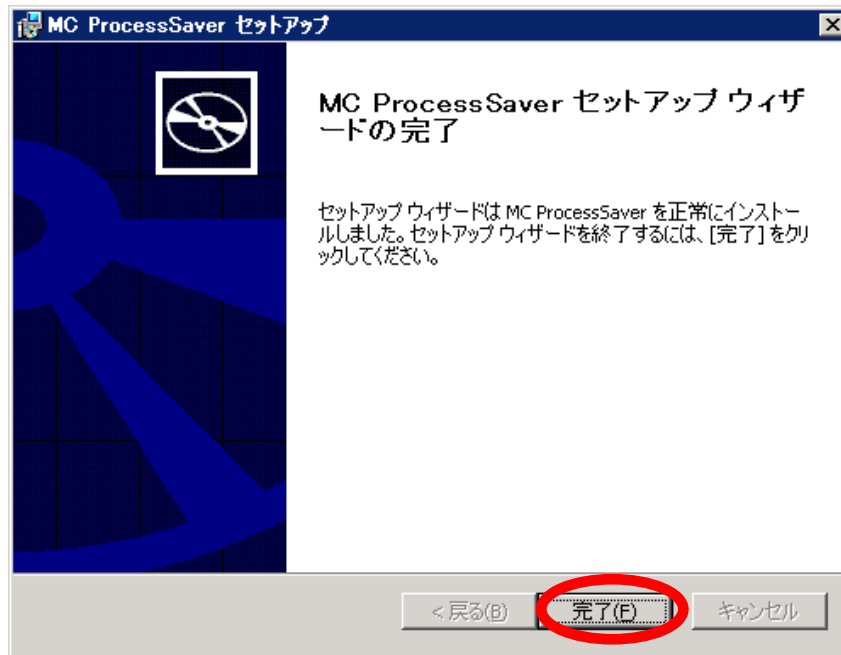 MC ProcessSaver セットアップ
MC ProcessSaver セットアップ ウィザ
ードの完了
セットアップ ウィザードは MC ProcessSaver を正常にインストー
ルしました。セットアップ ウィザードを終了するには、[完了] をクリ
ックしてください。
< 戻る(B) 完了(F) キャンセル